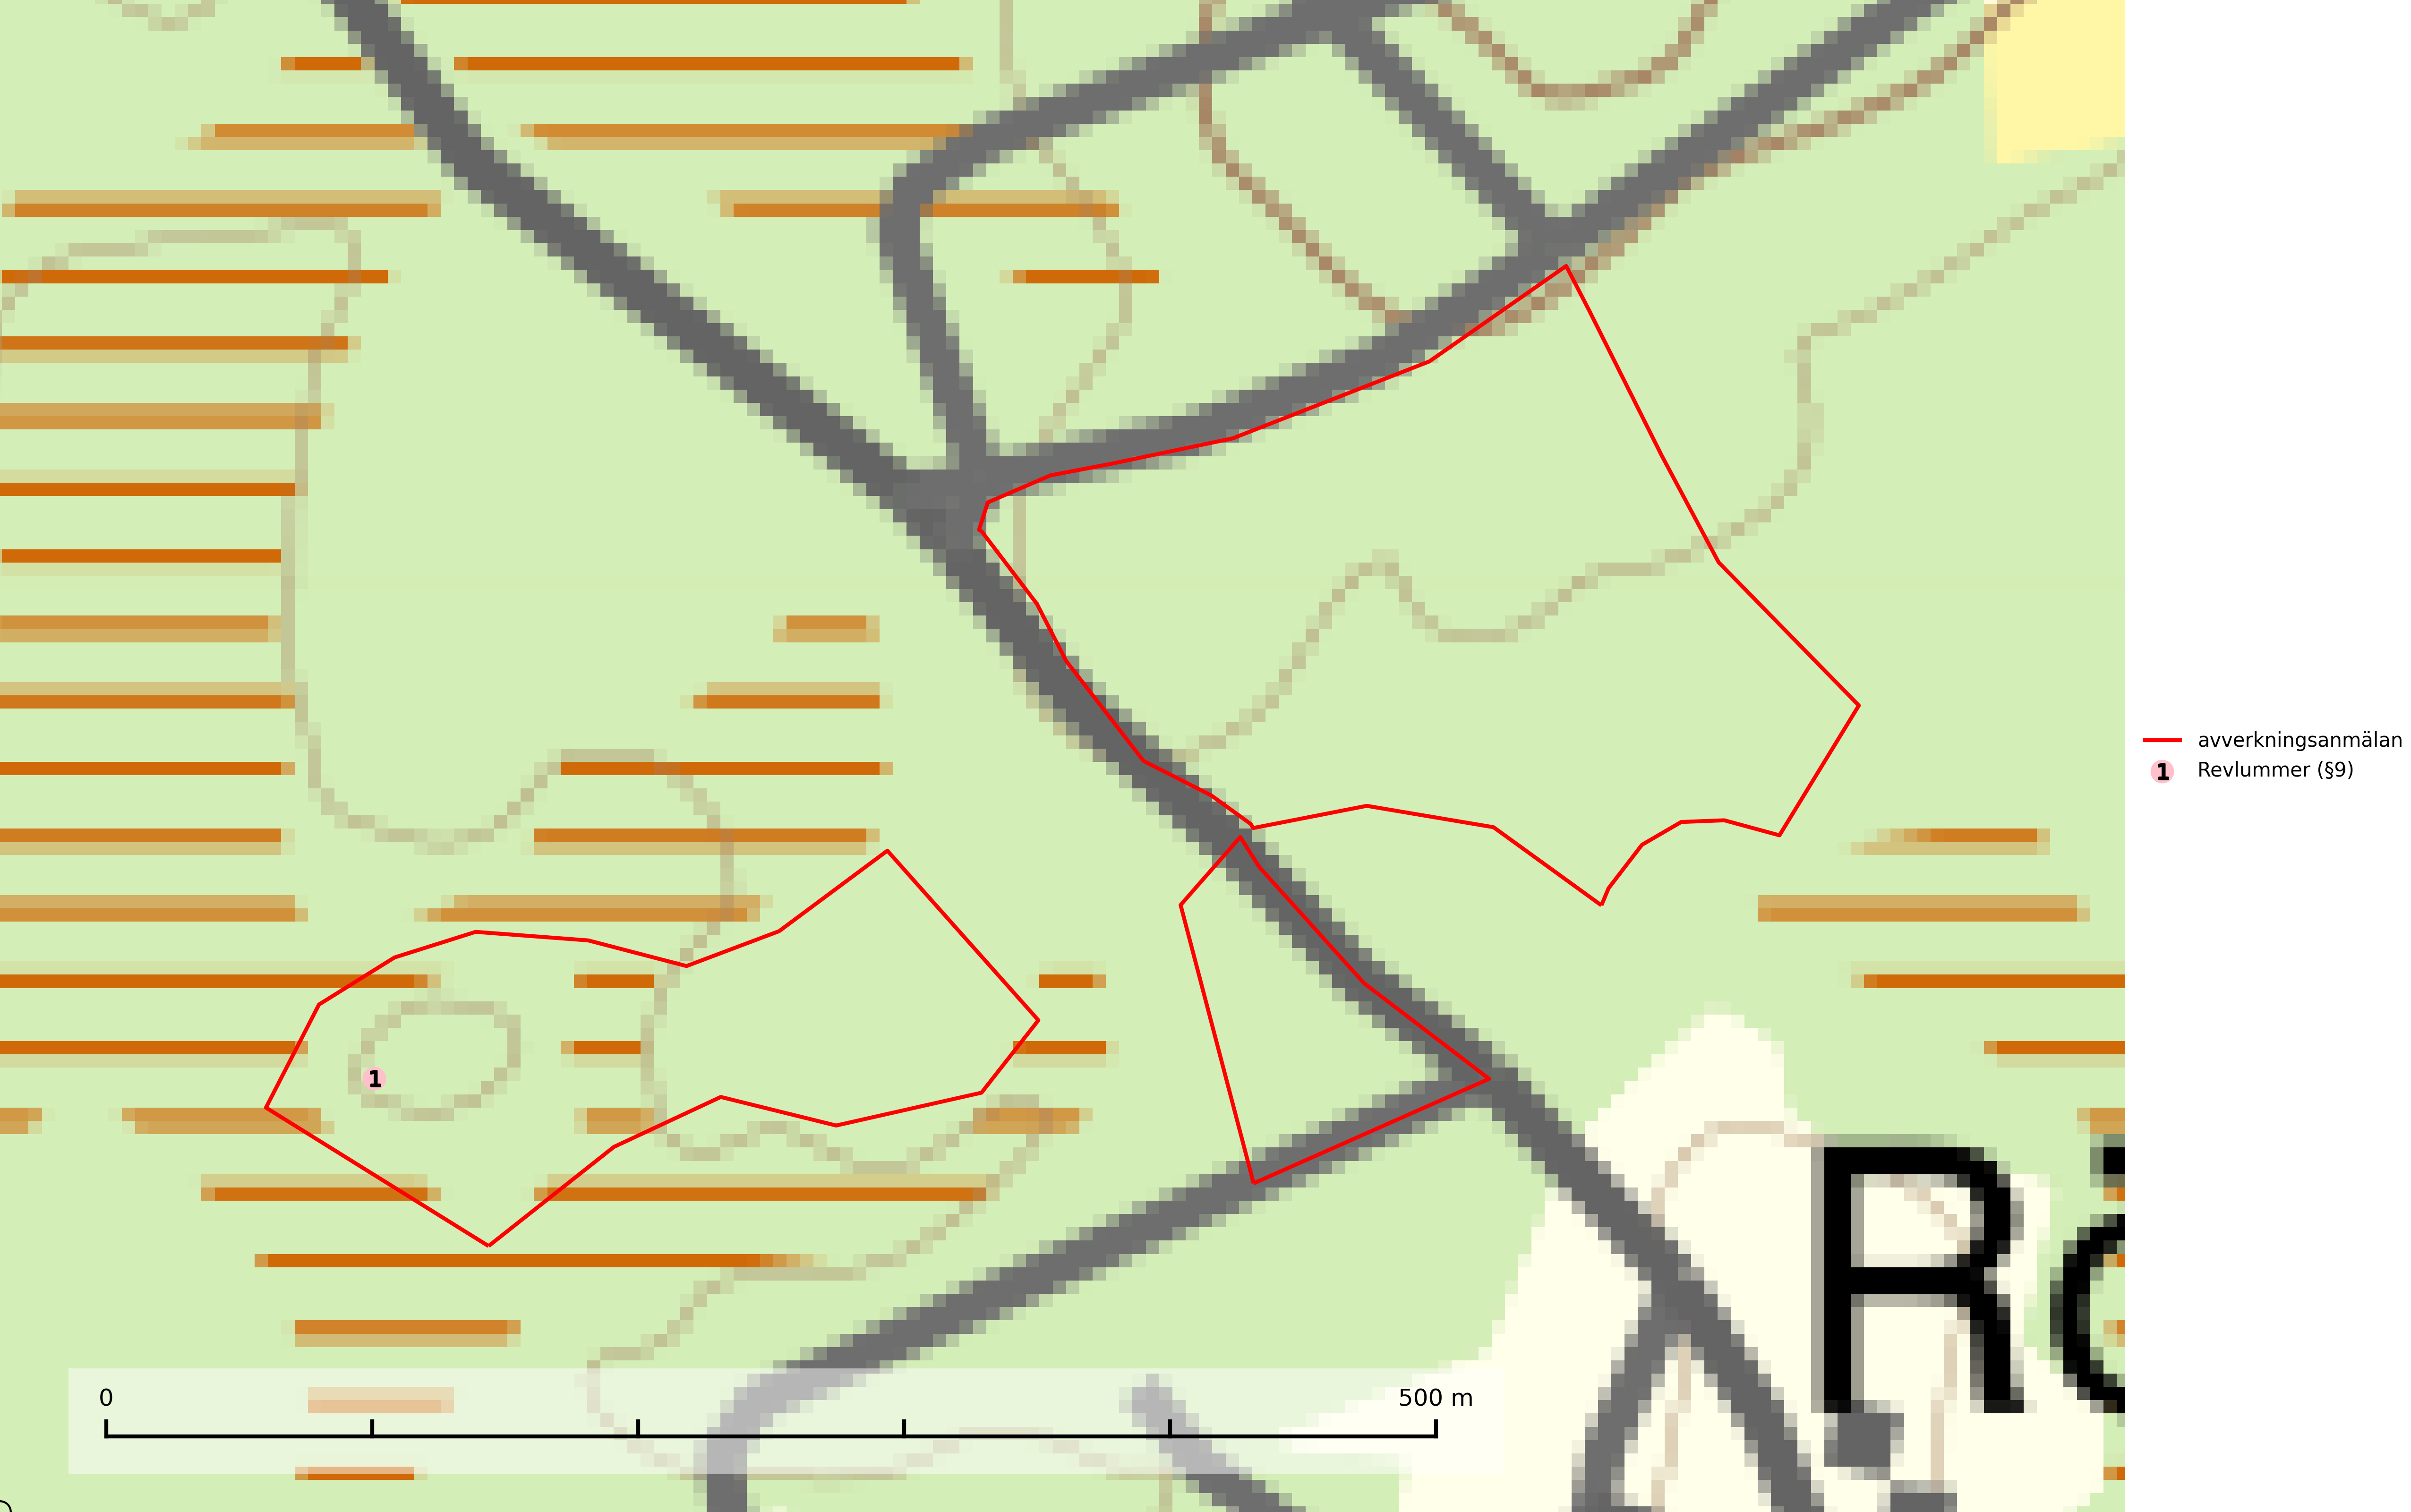 avverkningsanmälan
1 Revlummer (§9)
1
R
0 500 m